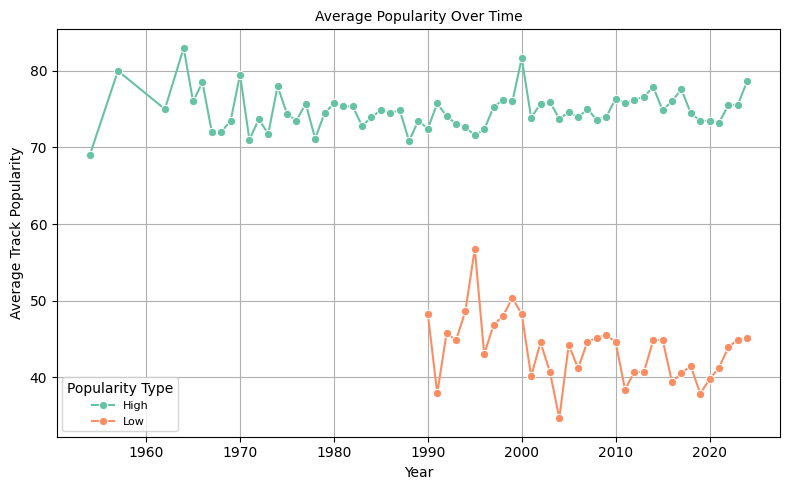 Average Popularity Over Time
Average Track Popularity
80
70
60
50
40
Popularity Type
High
Low
1960 1970 1980 1990 2000 2010 2020
Year